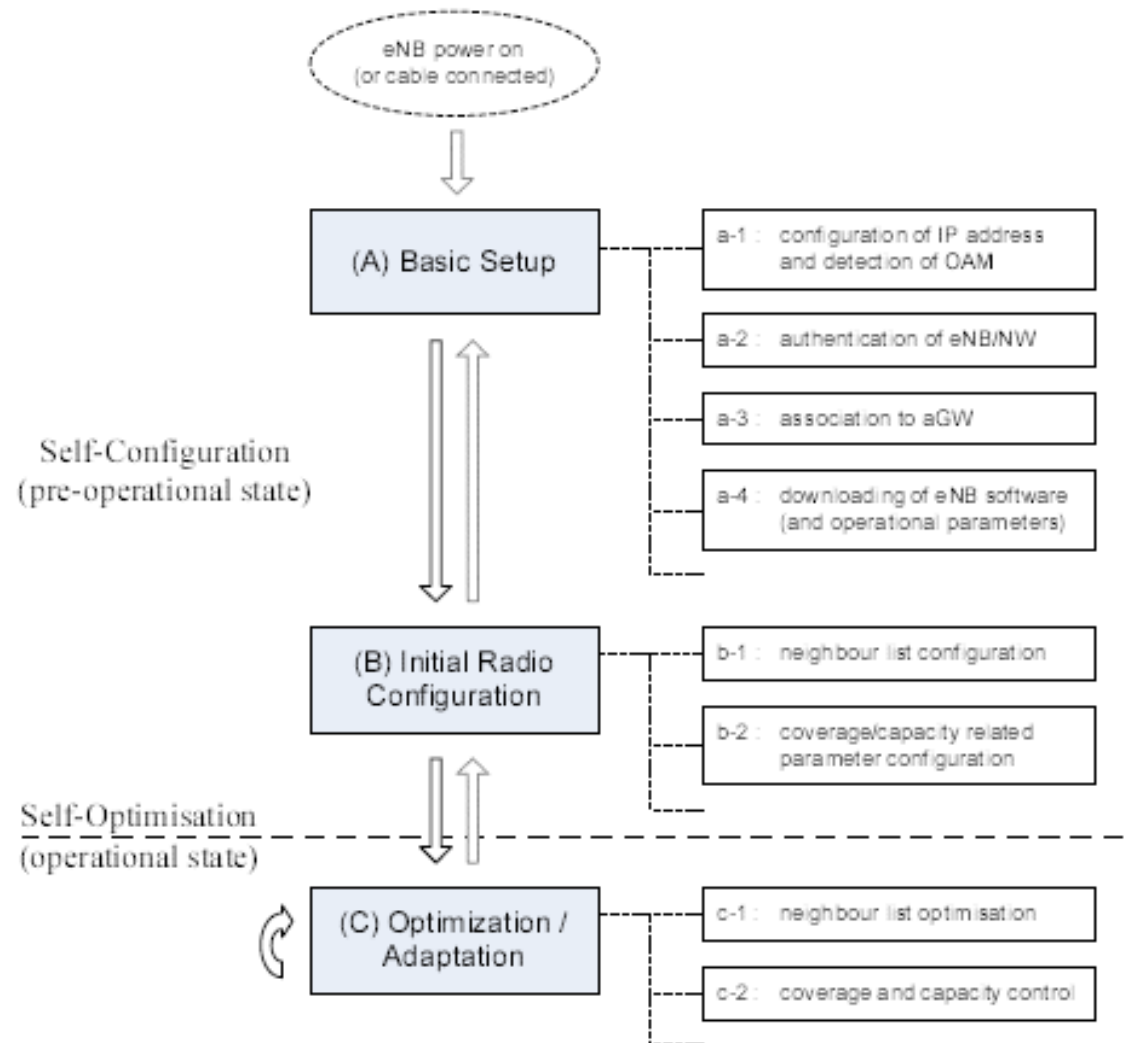 eNB power on
(or cable connected)
(A) Basic Setup
a-1 : configuration of IP address
and detection of OAM
a-2 : authentication of eNB/NW
a-3 : association to aGW
a-4 : downloading of eNB software
(and operational parameters)
Self-Configuration
(pre-operational state)
(B) Initial Radio
Configuration
b-1 : neighbour list configuration
b-2 : coverage/capacity related
parameter configuration
Self-Optimisation
(operational state)
(C) Optimization /
Adaptation
c-1 : neighbour list optimisation
c-2 : coverage and capacity control